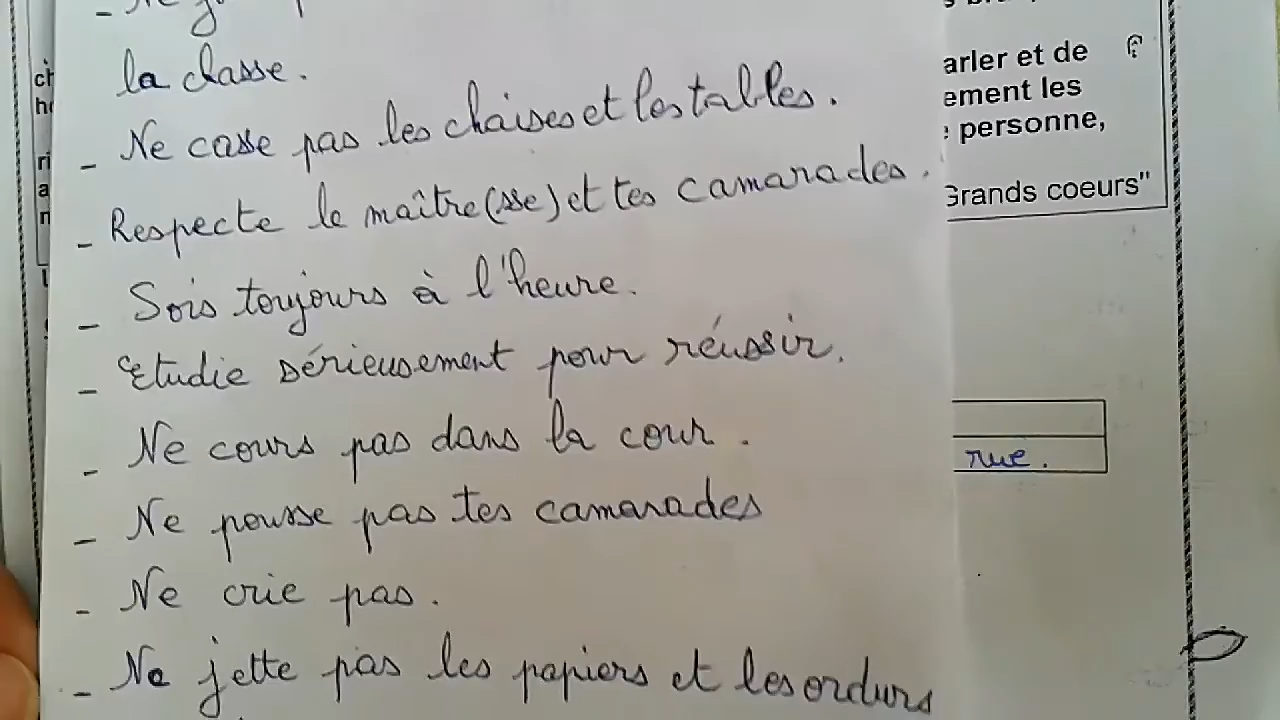 la classe.
- Ne casse pas les chaises et les tables.
- Respecte le maître(sse) et tes camarades.
- Sois toujours à l'heure.
- Etudie sérieusement pour réussir.
- Ne cours pas dans la cour.
- Ne pousse pas tes camarades
- Ne crie pas.
- Ne jette pas les papiers et les ordurs
arler et de
ement les
personne,
Grands coeurs"
rue.